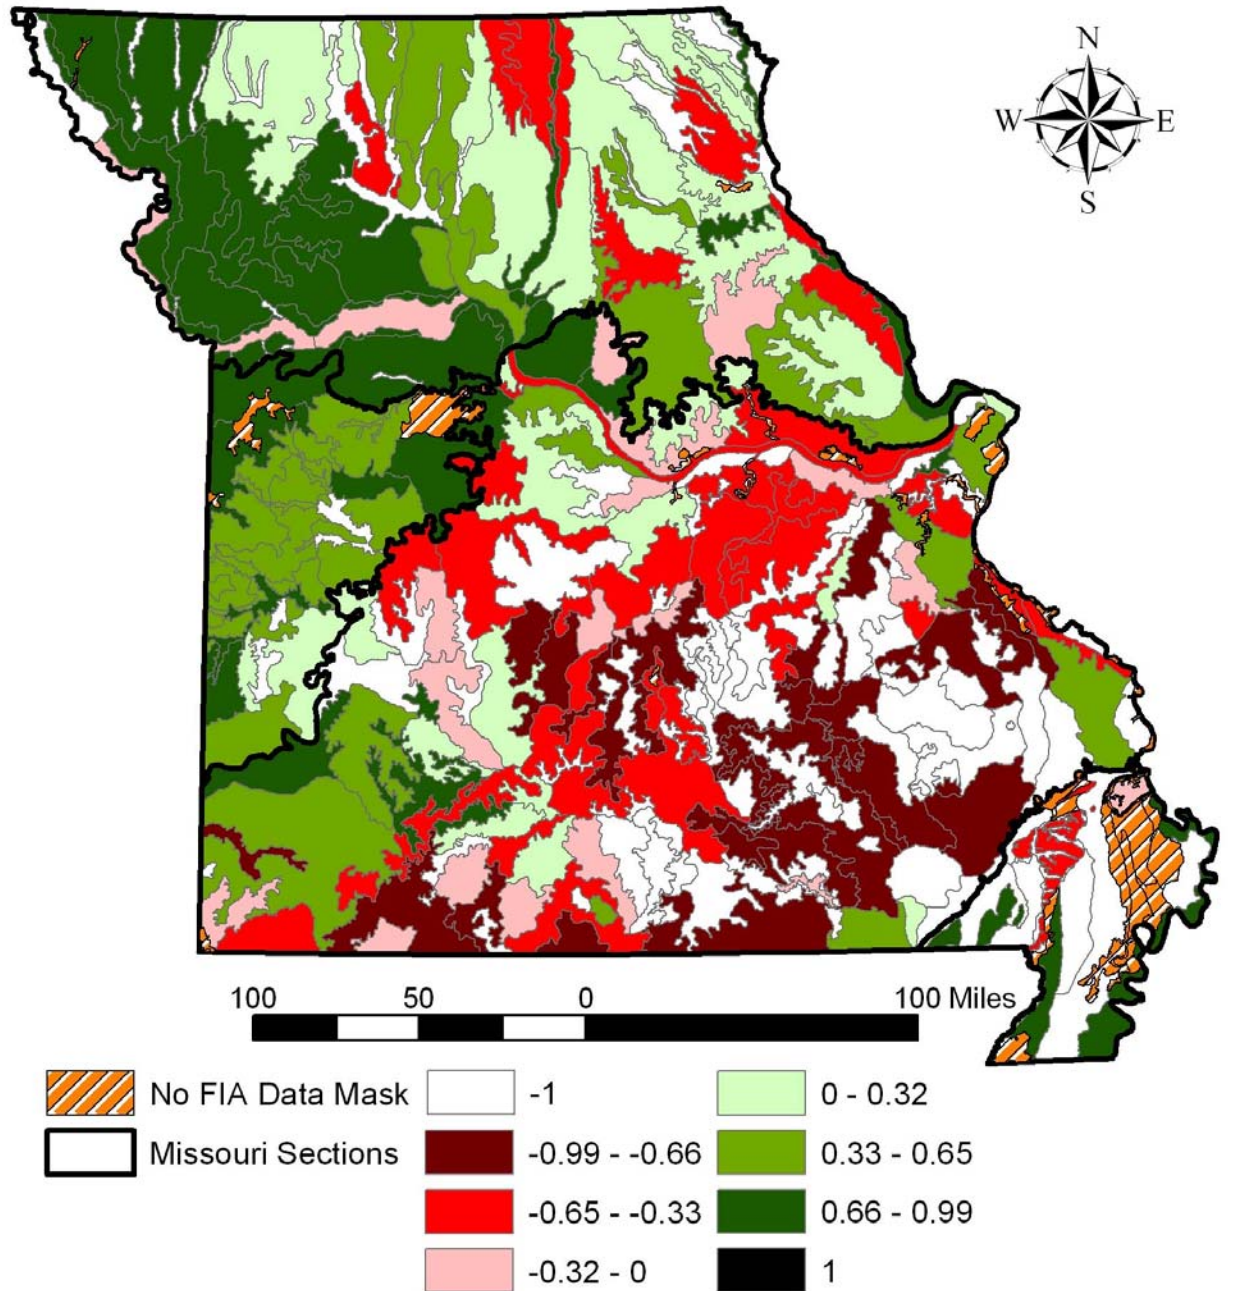 N
W E
S
100 50 0 100 Miles
No FIA Data Mask -1 0 - 0.32
Missouri Sections -0.99 - -0.66 0.33 - 0.65
-0.65 - -0.33 0.66 - 0.99
-0.32 - 0 1